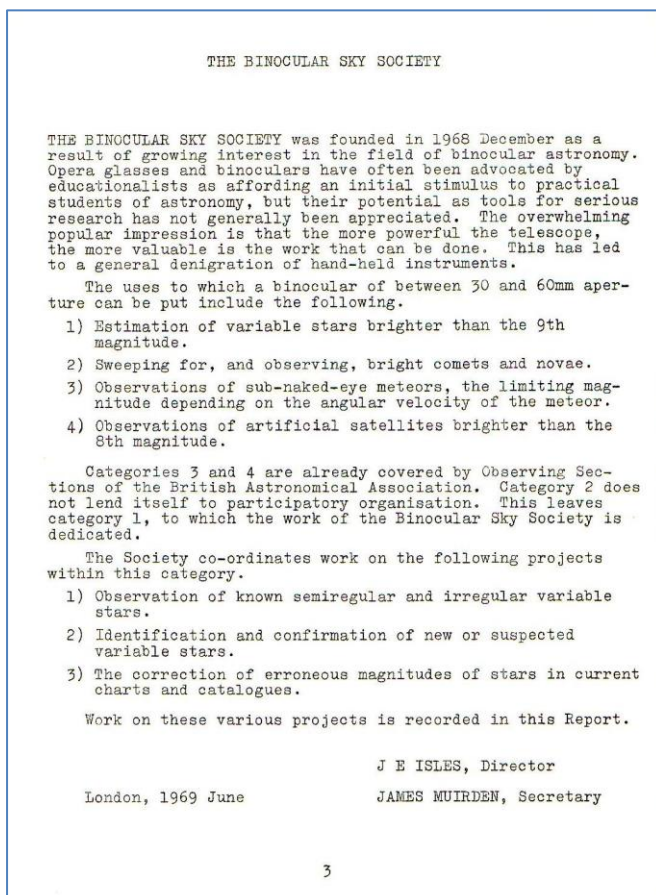 THE BINOCULAR SKY SOCIETY
THE BINOCULAR SKY SOCIETY was founded in 1968 December as a
result of growing interest in the field of binocular astronomy.
Opera glasses and binoculars have often been advocated by
educationalists as affording an initial stimulus to practical
students of astronomy, but their potential as tools for serious
research has not generally been appreciated. The overwhelming
popular impression is that the more powerful the telescope,
the more valuable is the work that can be done. This has led
to a general denigration of hand-held instruments.
The uses to which a binocular of between 30 and 60mm aper-
ture can be put include the following.
1) Estimation of variable stars brighter than the 9th
magnitude.
2) Sweeping for, and observing, bright comets and novae.
3) Observations of sub-naked-eye meteors, the limiting mag-
nitude depending on the angular velocity of the meteor.
4) Observations of artificial satellites brighter than the
8th magnitude.
Categories 3 and 4 are already covered by Observing Sec-
tions of the British Astronomical Association. Category 2 does
not lend itself to participatory organisation. This leaves
category 1, to which the work of the Binocular Sky Society is
dedicated.
The Society co-ordinates work on the following projects
within this category.
1) Observation of known semiregular and irregular variable
stars.
2) Identification and confirmation of new or suspected
variable stars.
3) The correction of erroneous magnitudes of stars in current
charts and catalogues.
Work on these various projects is recorded in this Report.
J E ISLES, Director
London, 1969 June JAMES MUIRDEN, Secretary
3